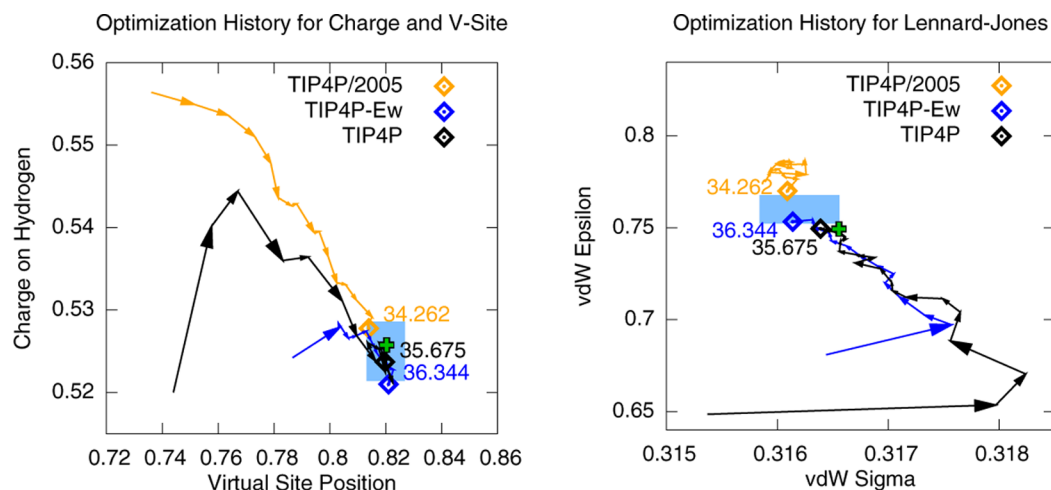 Optimization History for Charge and V-Site
0.56
0.55
0.54
0.53
0.52
Charge on Hydrogen
TIP4P/2005
TIP4P-Ew
TIP4P
34.262
35.675
36.344
0.72 0.74 0.76 0.78 0.8 0.82 0.84 0.86
Virtual Site Position
Optimization History for Lennard-Jones
0.8
0.75
0.7
0.65
vdW Epsilon
TIP4P/2005
TIP4P-Ew
TIP4P
34.262
36.344
35.675
0.315 0.316 0.317 0.318
vdW Sigma